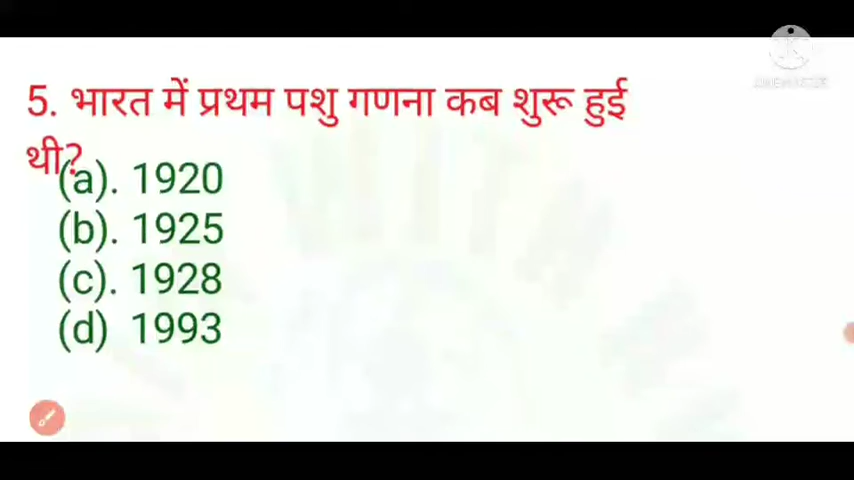 5. भारत में प्रथम पशु गणना कब शुरू हुई
थी?
(a). 1920
(b). 1925
(c). 1928
(d) 1993